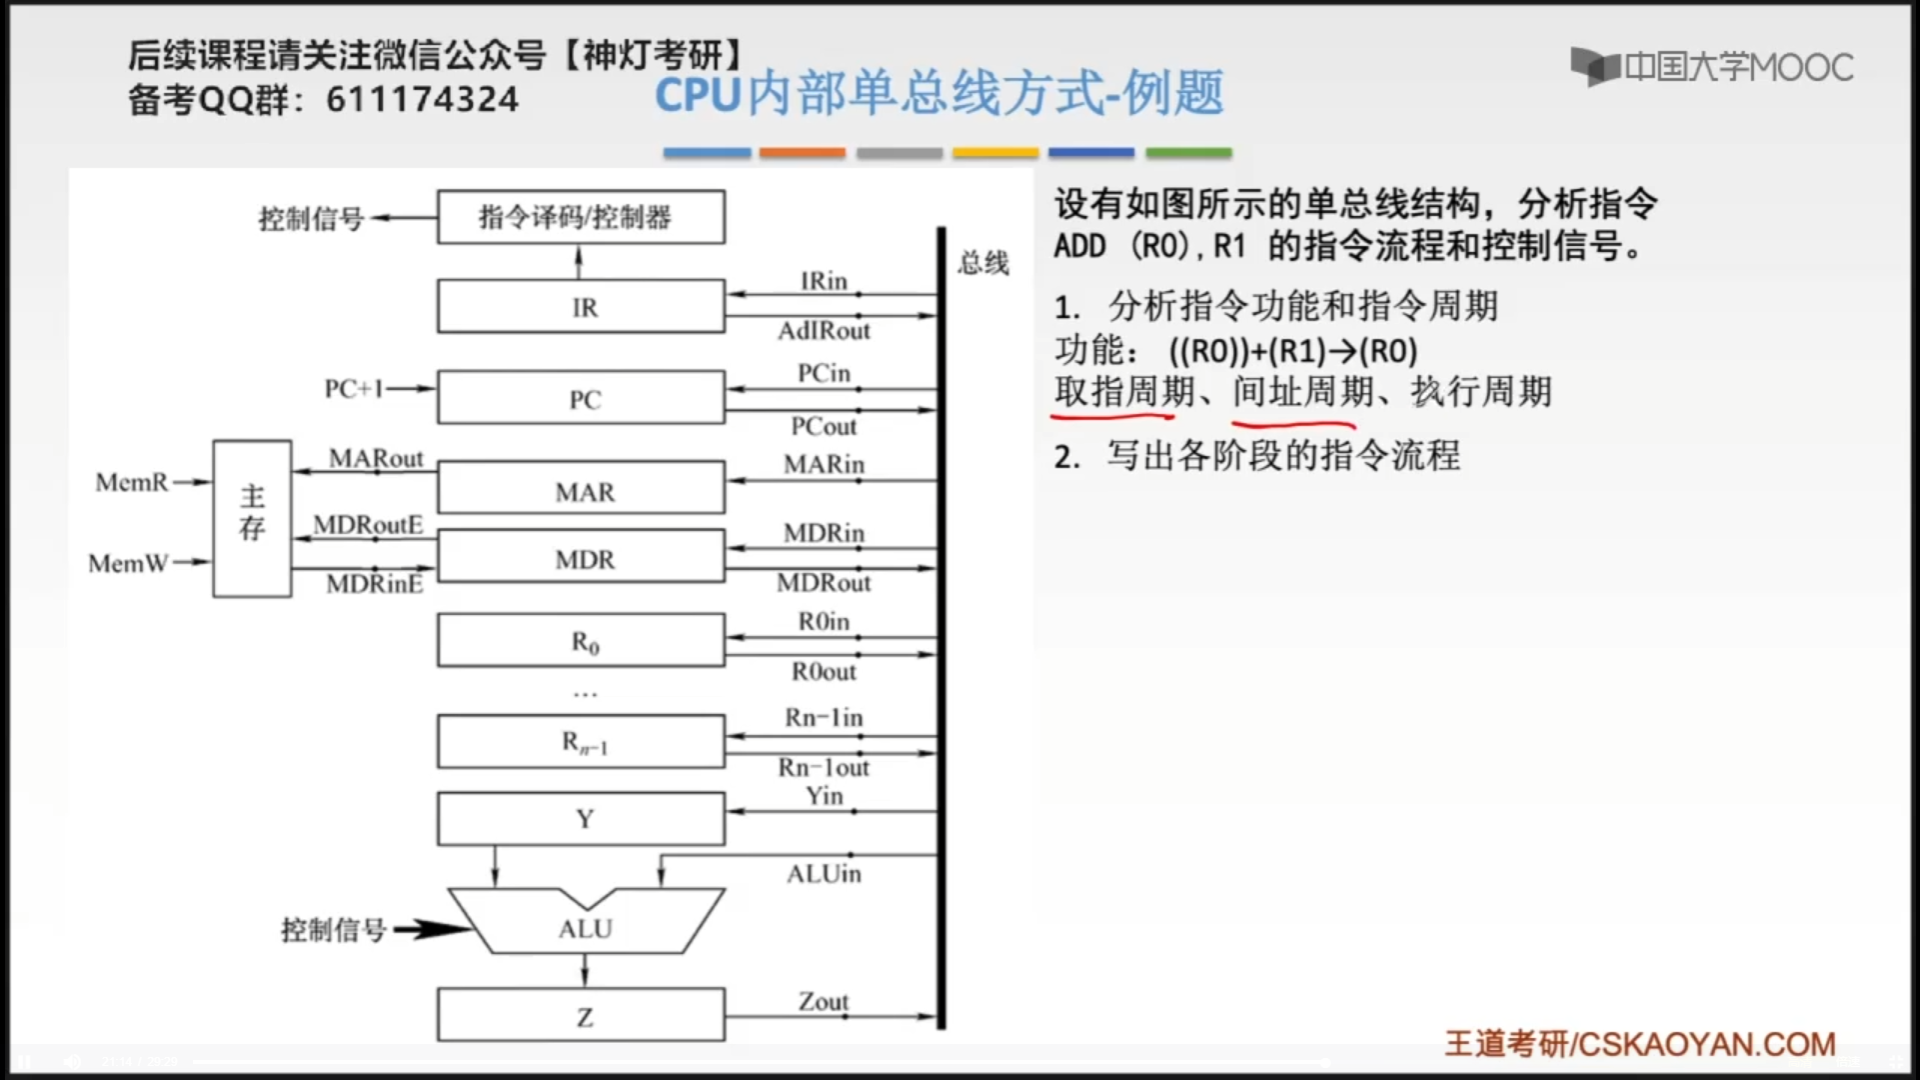 后续课程请关注微信公众号【神灯考研】
备考QQ群：611174324
CPU内部单总线方式-例题
中国大学MOOC
控制信号
指令译码/控制器
总线
IRin
IR
AdIRout
PCin
PC+1
PC
PCout
MARout
MARin
MemR
主存
MAR
MDRoutE
MDRin
MemW
MDR
MDRinE
MDRout
R0in
R0
R0out
…
Rn-1in
Rn-1
Rn-1out
Yin
Y
ALUin
控制信号
ALU
Zout
Z
设有如图所示的单总线结构，分析指令
ADD (R0),R1 的指令流程和控制信号。
1. 分析指令功能和指令周期
功能： ((R0))+(R1)→(R0)
取指周期、间址周期、执行周期
2. 写出各阶段的指令流程
王道考研/CSKAOYAN.COM